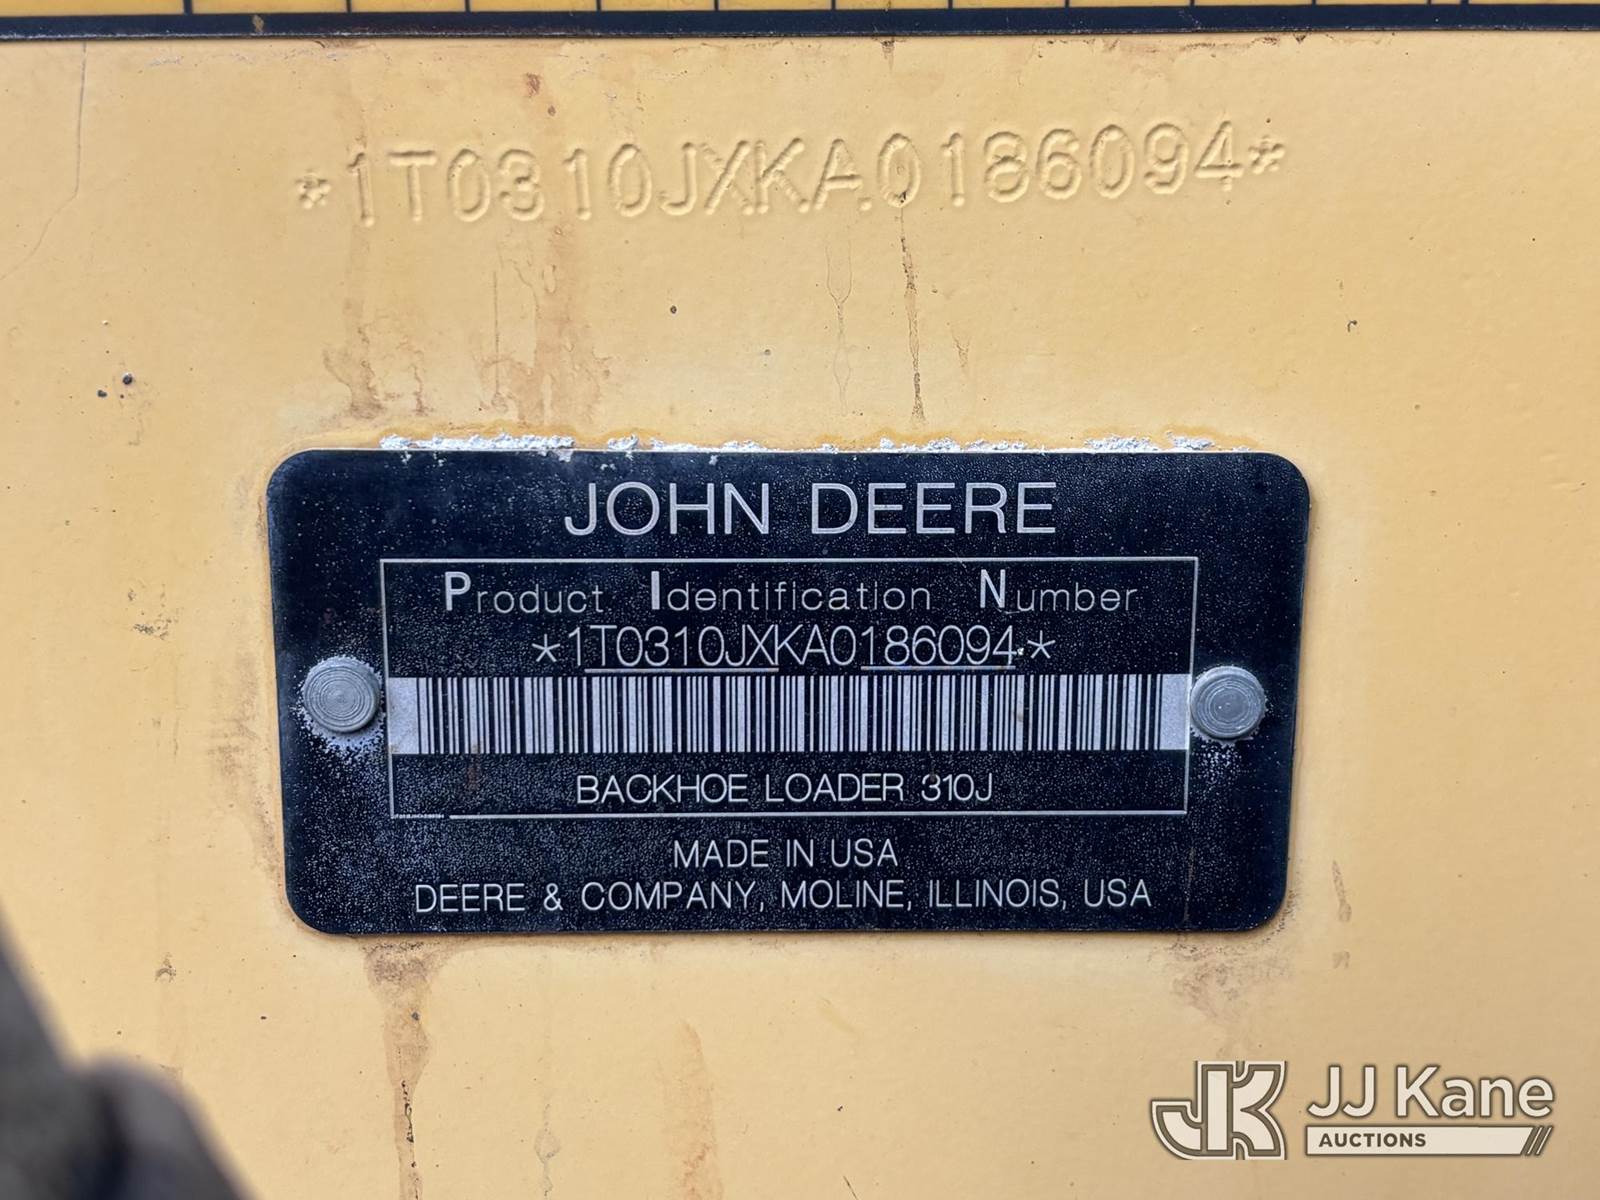 *1T0310JXKA0186094*
JOHN DEERE
Product Identification Number
*1T0310JXKA0186094*
BACKHOE LOADER 310J
MADE IN USA
DEERE & COMPANY, MOLINE, ILLINOIS, USA
JK JJ Kane
AUCTIONS